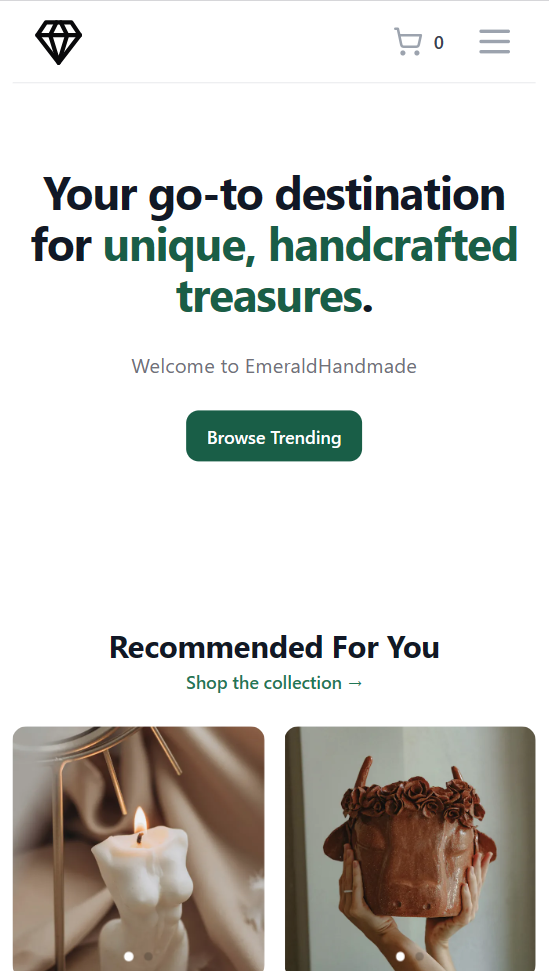 0
Your go-to destination
for unique, handcrafted
treasures.
Welcome to EmeraldHandmade
Browse Trending
Recommended For You
Shop the collection →